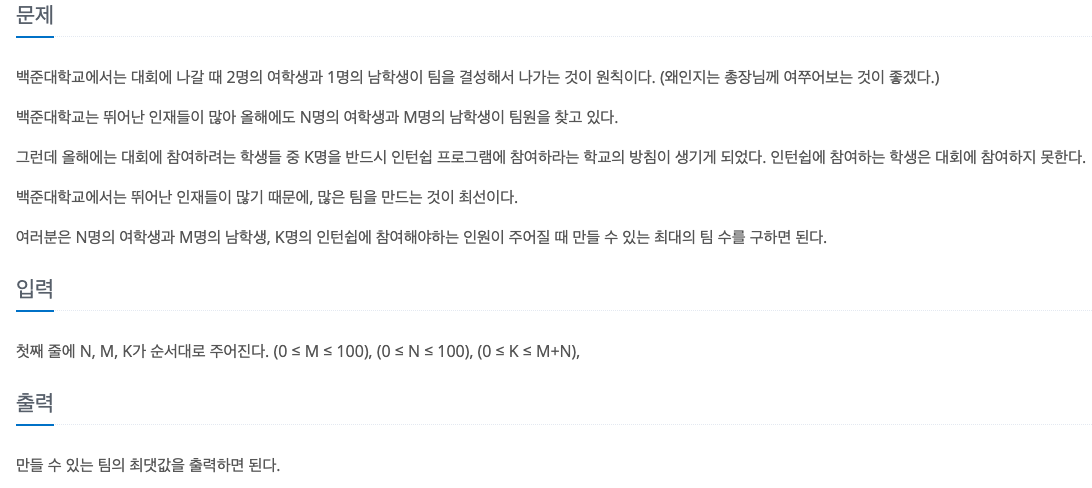 문제
백준대학교에서는 대회에 나갈 때 2명의 여학생과 1명의 남학생이 팀을 결성해서 나가는 것이 원칙이다. (왜인지는 총장님께 여쭈어보는 것이 좋겠다.)
백준대학교는 뛰어난 인재들이 많아 올해에도 N명의 여학생과 M명의 남학생이 팀원을 찾고 있다.
그런데 올해에는 대회에 참여하려는 학생들 중 K명을 반드시 인턴쉽 프로그램에 참여하라는 학교의 방침이 생기게 되었다. 인턴쉽에 참여하는 학생은 대회에 참여하지 못한다.
백준대학교에서는 뛰어난 인재들이 많기 때문에, 많은 팀을 만드는 것이 최선이다.
여러분은 N명의 여학생과 M명의 남학생, K명의 인턴쉽에 참여해야하는 인원이 주어질 때 만들 수 있는 최대의 팀 수를 구하면 된다.
입력
첫째 줄에 N, M, K가 순서대로 주어진다. (0 ≤ M ≤ 100), (0 ≤ N ≤ 100), (0 ≤ K ≤ M+N),
출력
만들 수 있는 팀의 최댓값을 출력하면 된다.